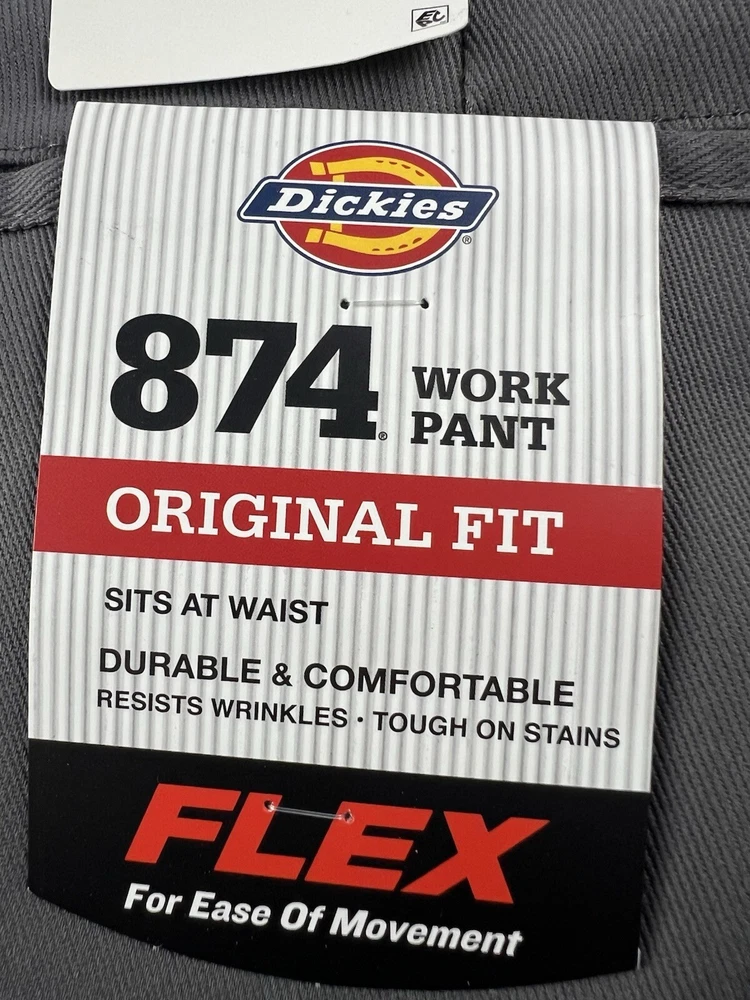 EC
Dickies®
874® WORK
PANT
ORIGINAL FIT
SITS AT WAIST
DURABLE & COMFORTABLE
RESISTS WRINKLES · TOUGH ON STAINS
FLEX
For Ease Of Movement